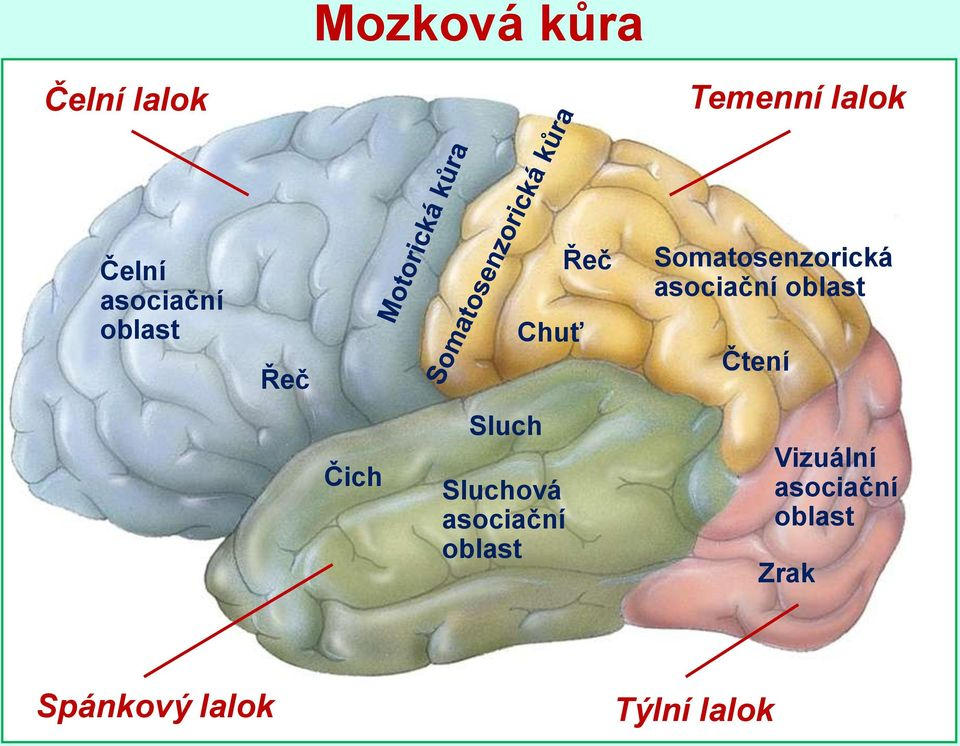 Mozková kůra
Čelní lalok
Temenní lalok
Motorická kůra
Somatosenzorická kůra
Čelní
asociační
oblast
Řeč
Řeč
Chuť
Somatosenzorická
asociační oblast
Čtení
Sluch
Čich
Sluchová
asociační
oblast
Vizuální
asociační
oblast
Zrak
Spánkový lalok
Týlní lalok